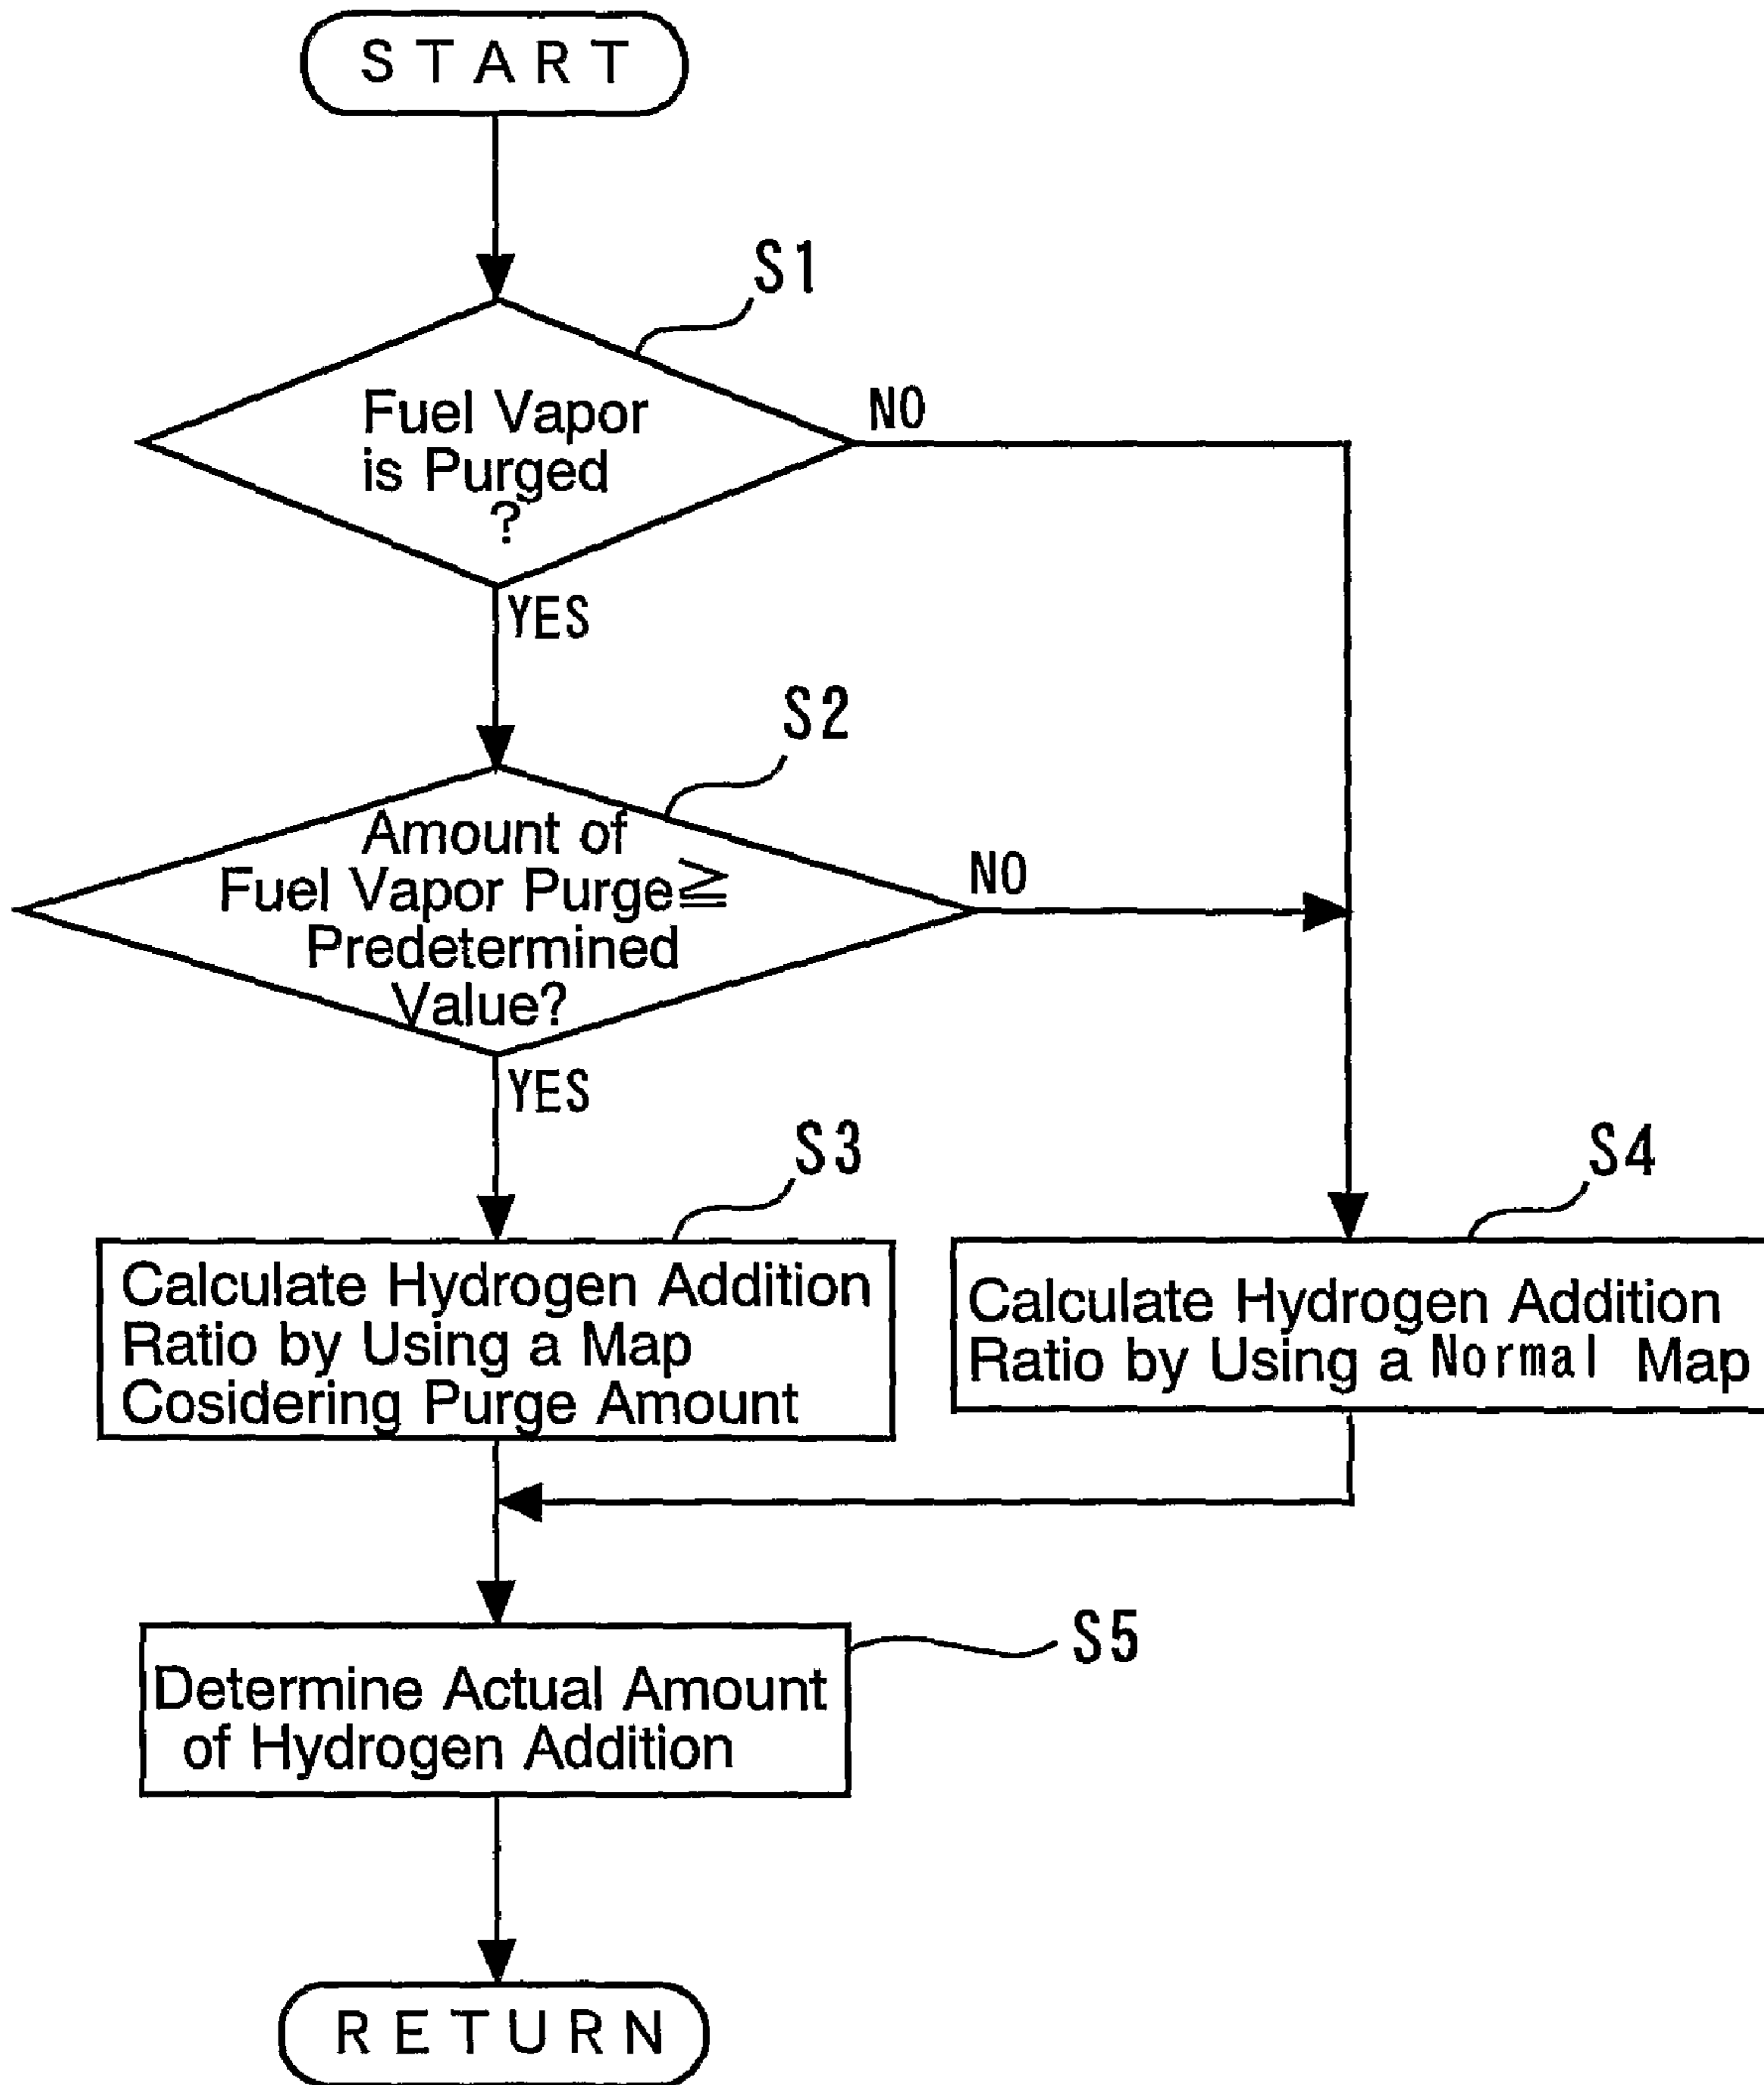 START
S1
Fuel Vapor
is Purged
?
NO
YES
S2
Amount of
Fuel Vapor Purge≧
Predetermined
Value?
NO
YES
S3
Calculate Hydrogen Addition
Ratio by Using a Map
Cosidering Purge Amount
S4
Calculate Hydrogen Addition
Ratio by Using a Normal Map
S5
Determine Actual Amount
of Hydrogen Addition
RETURN